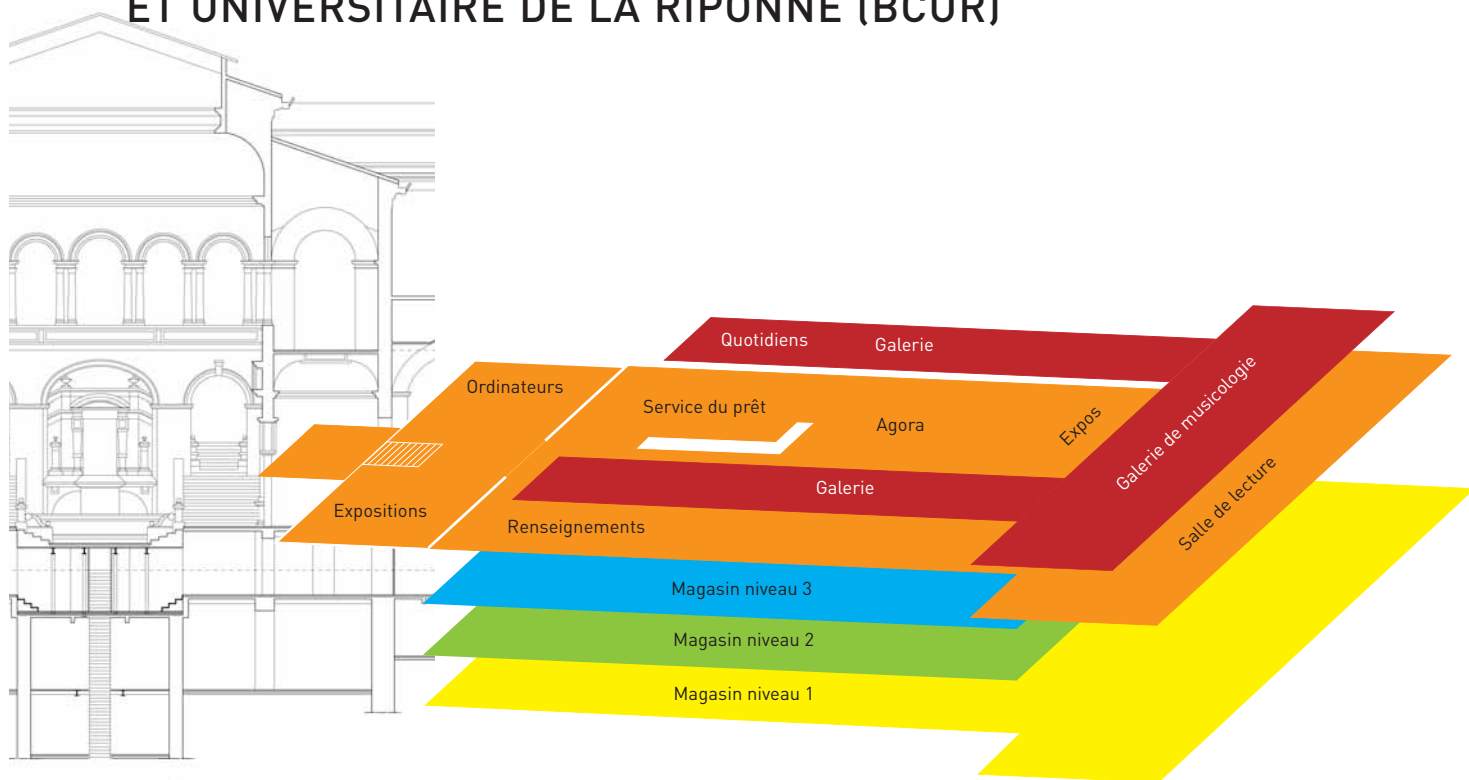 ET UNIVERSITAIRE DE LA RIPONNE (BCUR)
Quotidiens
Galerie
Ordinateurs
Service du prêt
Agora
Expos
Galerie de musicologie
Galerie
Salle de lecture
Expositions
Renseignements
Magasin niveau 3
Magasin niveau 2
Magasin niveau 1